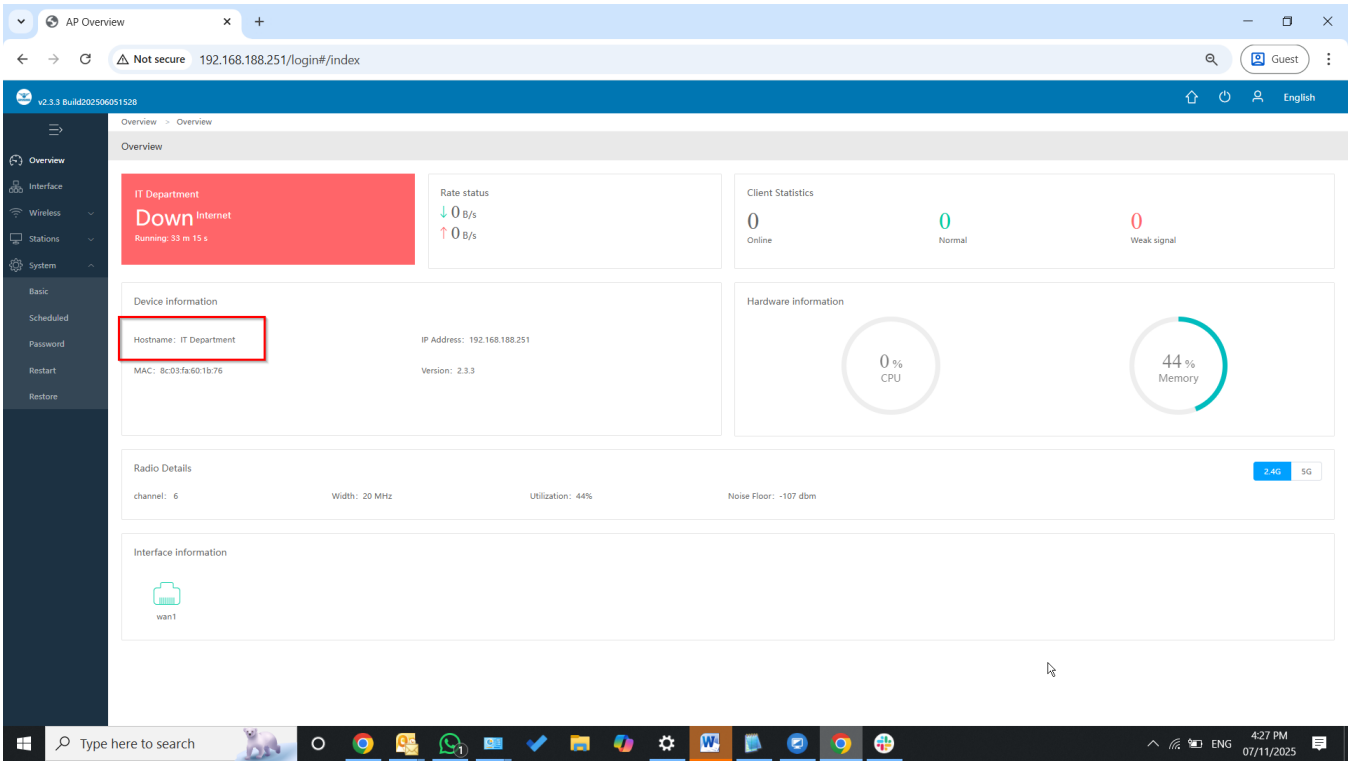 AP Overview
Not secure 192.168.188.251/login#/index Guest
v2.3.3 Build202506051528 English
Overview
Interface
Wireless
Stations
System
Basic
Scheduled
Password
Restart
Restore
Overview > Overview
Overview
IT Department
Down Internet
Running: 33 m 15 s
Rate status
↓ 0 B/s
↑ 0 B/s
Client Statistics
0 0 0
Online Normal Weak signal
Device information
Hostname: IT Department IP Address: 192.168.188.251
MAC: 8c:03:fa:60:1b:76 Version: 2.3.3
Hardware information
0 %
CPU
44 %
Memory
Radio Details
2.4G 5G
channel: 6 Width: 20 MHz Utilization: 44% Noise Floor: -107 dbm
Interface information
wan1
Type here to search
1
ENG
4:27 PM
07/11/2025